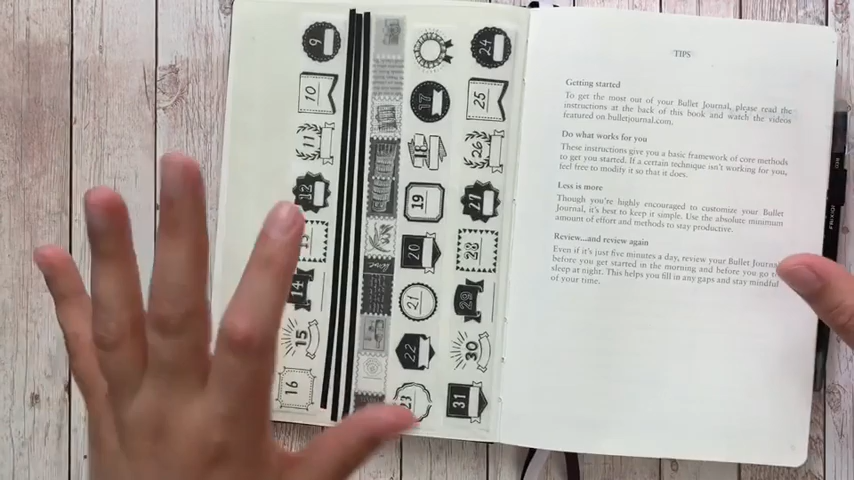 9
10
11
12
13
14
15
16
17
18
19
20
21
22
23
24
25
26
27
28
29
30
31
TIPS
Getting started
To get the most out of your Bullet Journal, please read the
instructions at the back of this book and watch the videos
featured on bulletjournal.com.
Do what works for you
These instructions give you a basic framework of core methods
to get you started. If a certain technique isn't working for you,
feel free to modify it so that it does.
Less is more
Though you're highly encouraged to customize your Bullet
Journal, it's best to keep it simple. Use the absolute minimum
amount of effort and methods to stay productive.
Review...and review again
Even if it's just five minutes a day, review your Bullet Journal
before you get started in the morning and before you go to
sleep at night. This helps you fill in any gaps and stay mindful
of your time.